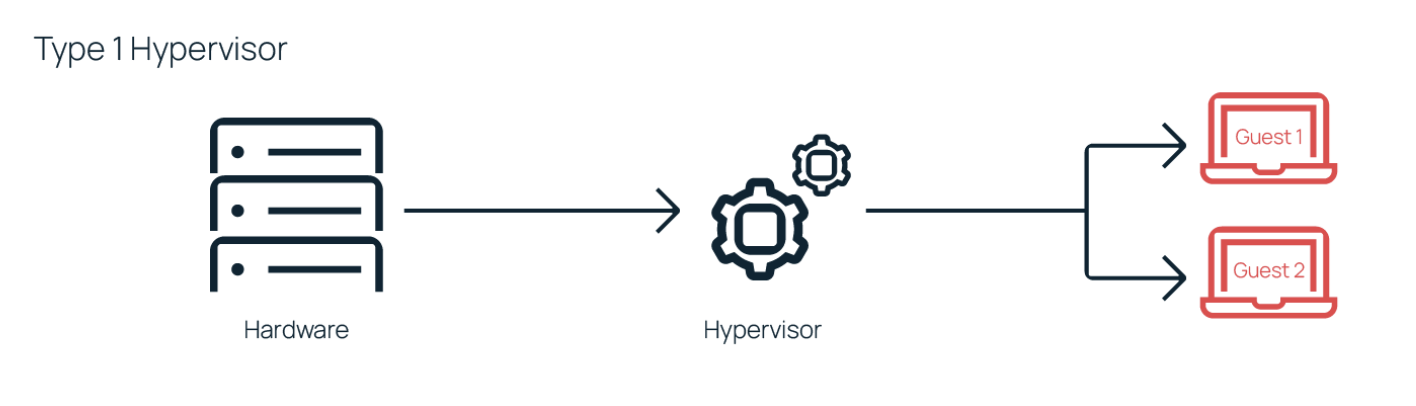 Type 1 Hypervisor
Guest 1
Guest 2
Hardware
Hypervisor